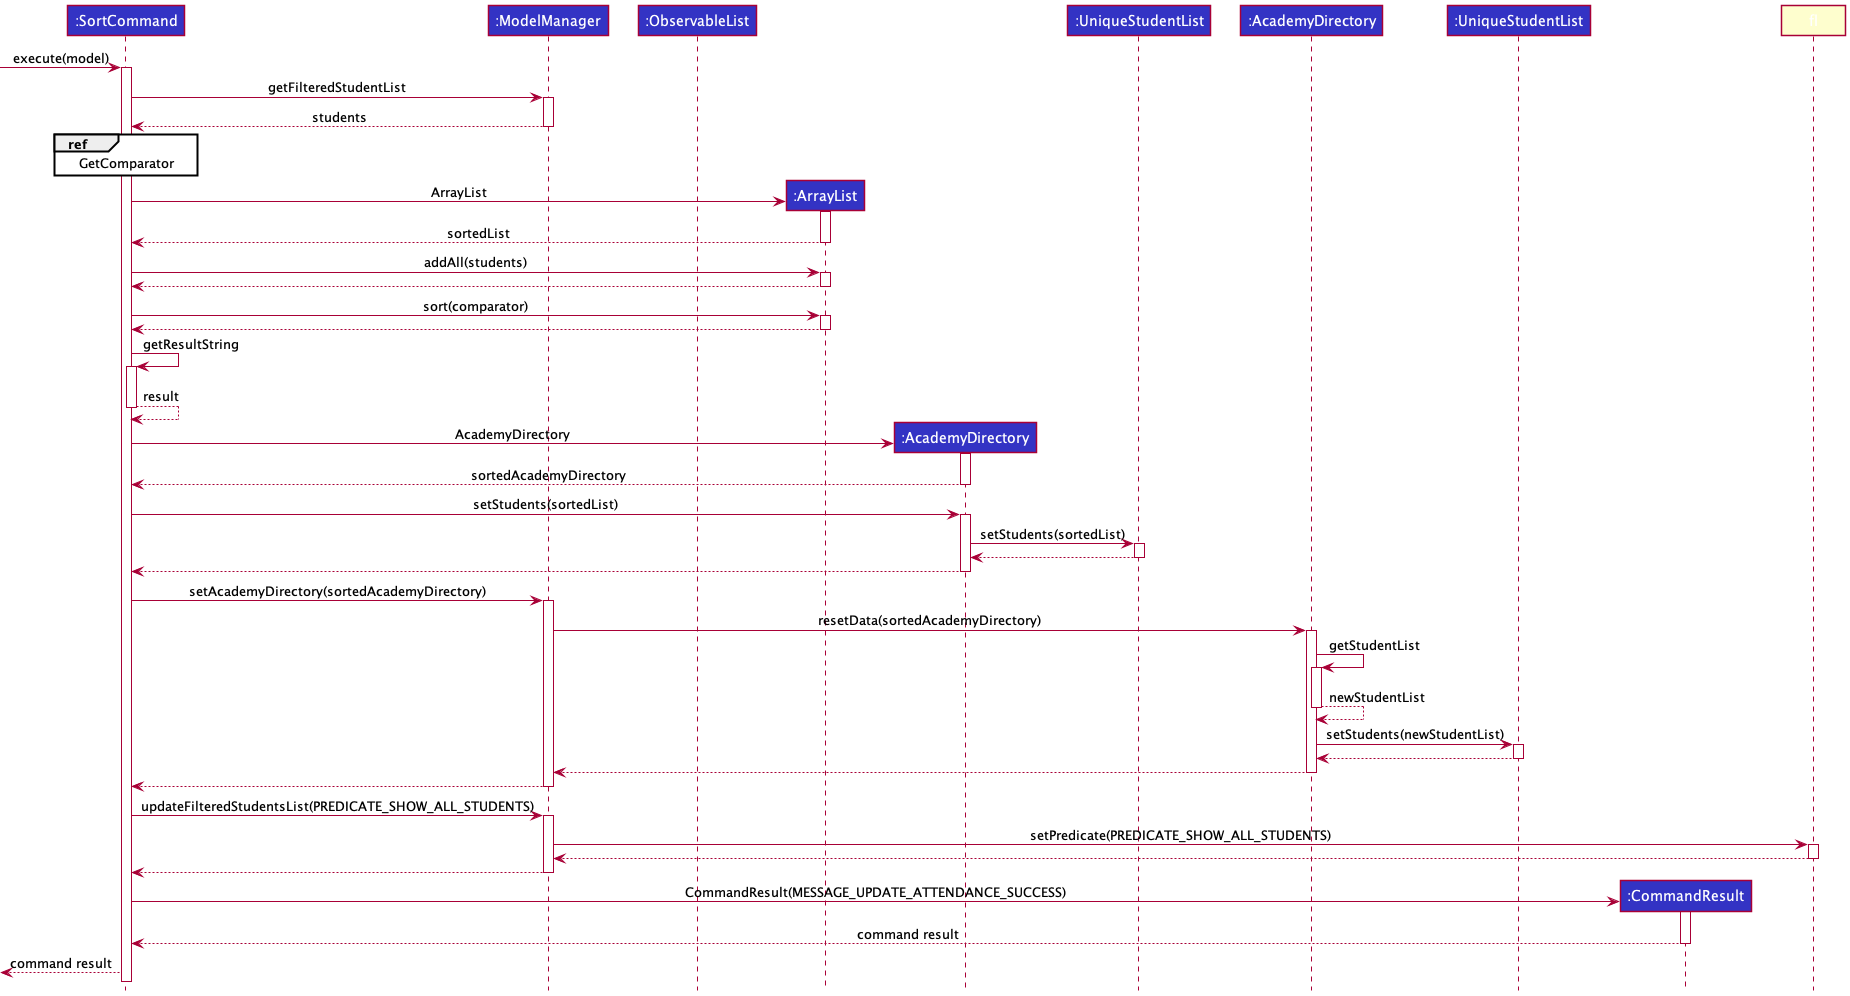 :SortCommand
:ModelManager
:ObservableList
:UniqueStudentList
:AcademyDirectory
:UniqueStudentList
execute(model)
getFilteredStudentList
students
ref
GetComparator
ArrayList
:ArrayList
sortedList
addAll(students)
sort(comparator)
getResultString
result
AcademyDirectory
:AcademyDirectory
sortedAcademyDirectory
setStudents(sortedList)
setStudents(sortedList)
setAcademyDirectory(sortedAcademyDirectory)
resetData(sortedAcademyDirectory)
getStudentList
newStudentList
setStudents(newStudentList)
updateFilteredStudentsList(PREDICATE_SHOW_ALL_STUDENTS)
setPredicate(PREDICATE_SHOW_ALL_STUDENTS)
CommandResult(MESSAGE_UPDATE_ATTENDANCE_SUCCESS)
:CommandResult
command result
command result